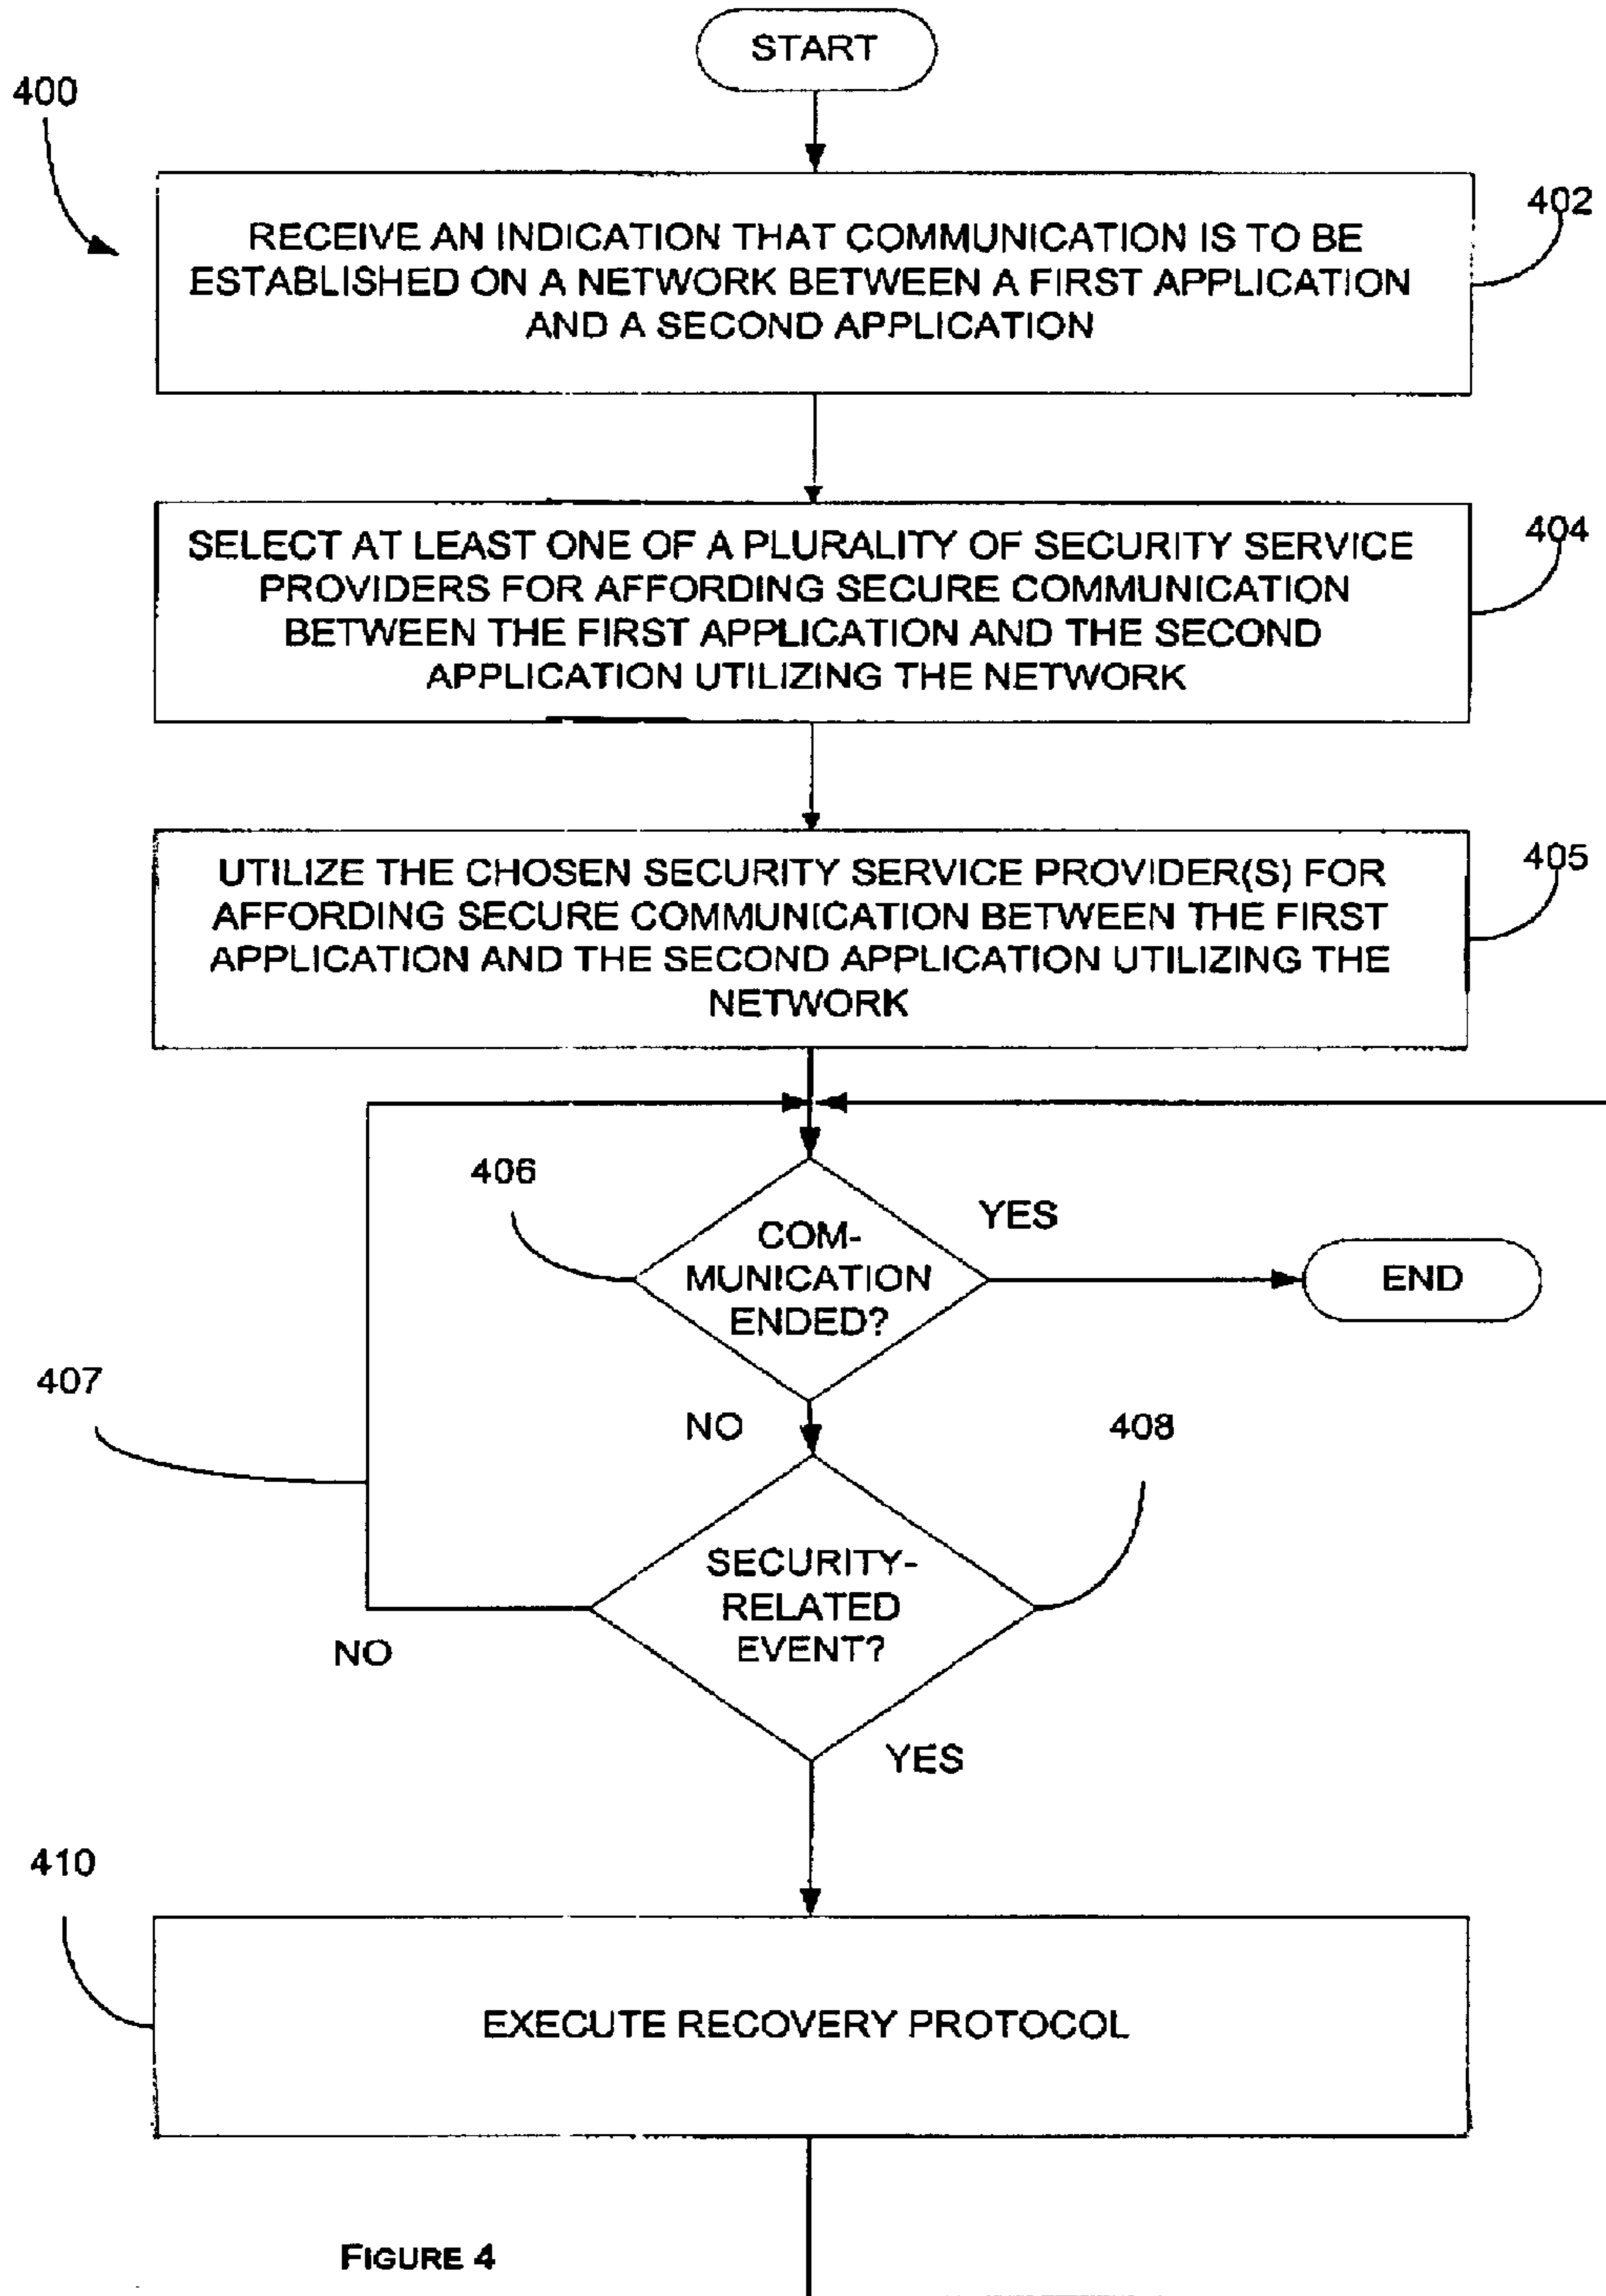 START
400
402
RECEIVE AN INDICATION THAT COMMUNICATION IS TO BE
ESTABLISHED ON A NETWORK BETWEEN A FIRST APPLICATION
AND A SECOND APPLICATION
404
SELECT AT LEAST ONE OF A PLURALITY OF SECURITY SERVICE
PROVIDERS FOR AFFORDING SECURE COMMUNICATION
BETWEEN THE FIRST APPLICATION AND THE SECOND
APPLICATION UTILIZING THE NETWORK
405
UTILIZE THE CHOSEN SECURITY SERVICE PROVIDER(S) FOR
AFFORDING SECURE COMMUNICATION BETWEEN THE FIRST
APPLICATION AND THE SECOND APPLICATION UTILIZING THE
NETWORK
406
YES
COM-
MUNICATION
ENDED?
END
407
NO
408
SECURITY-
RELATED
EVENT?
NO
YES
410
EXECUTE RECOVERY PROTOCOL
FIGURE 4